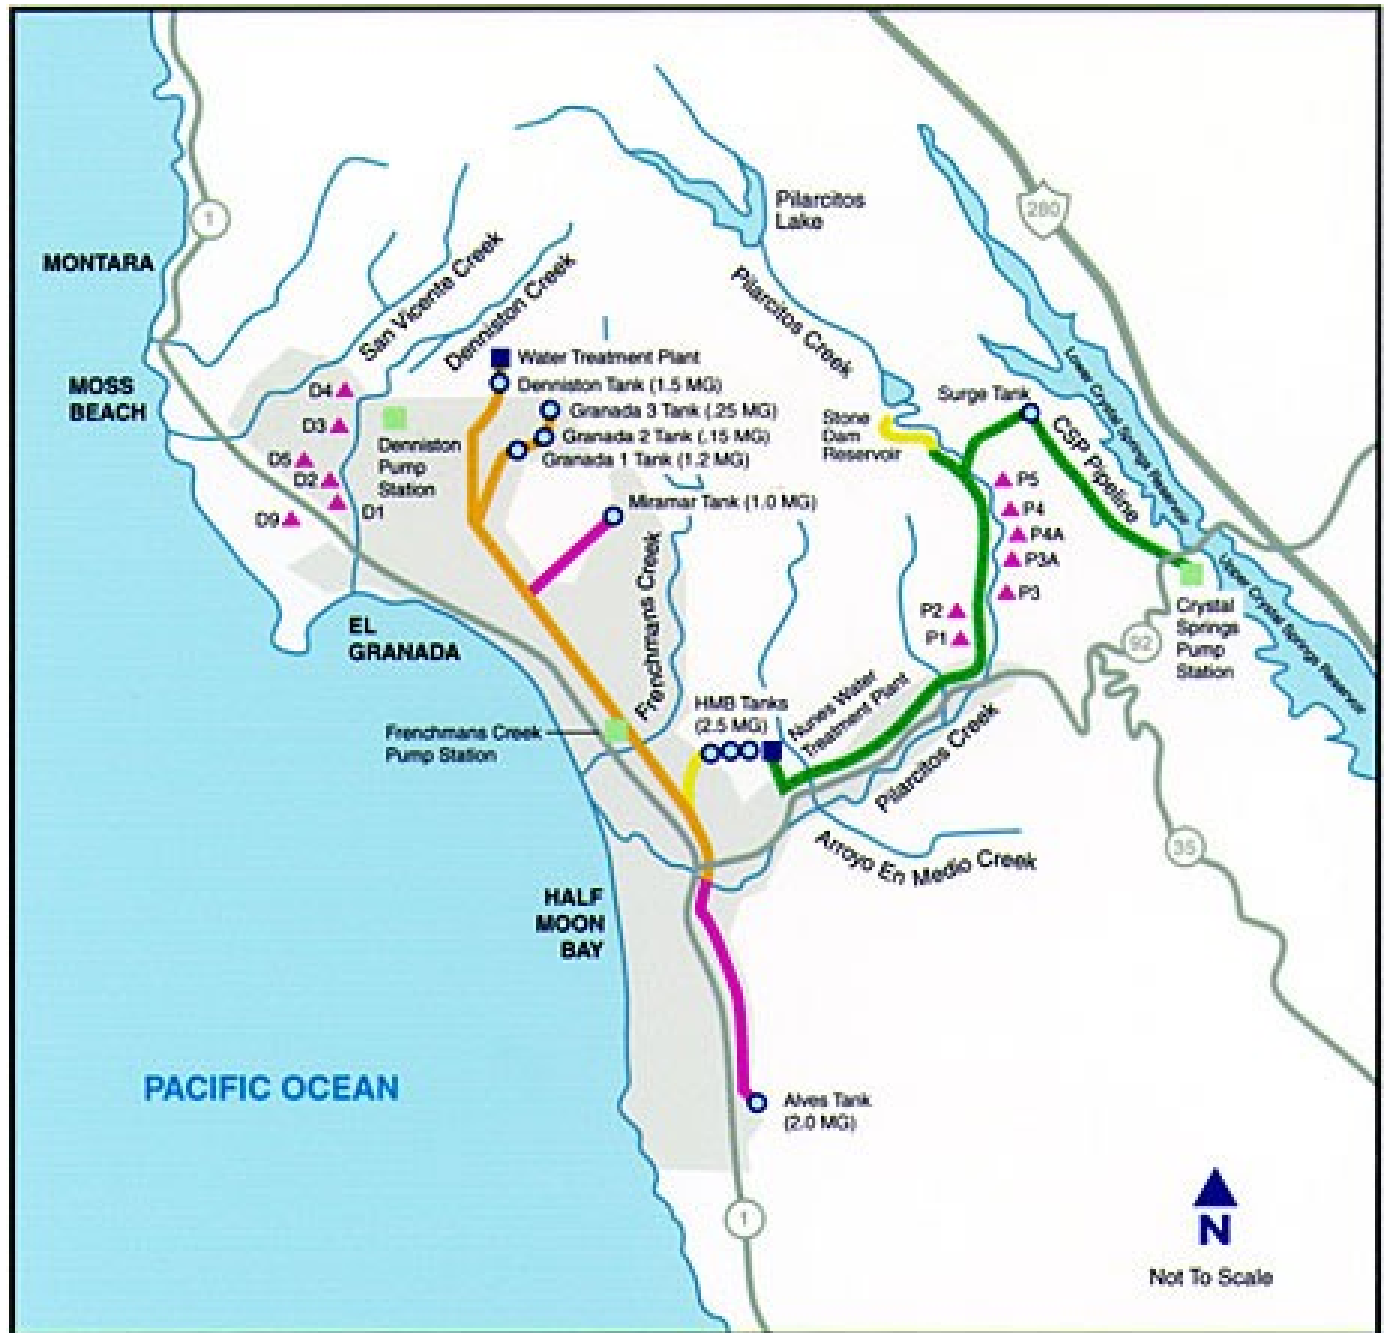 1
280
Pilarcitos
Lake
MONTARA
San Vicente Creek
Denniston Creek
Pilarcitos Creek
Water Treatment Plant
Denniston Tank (1.5 MG)
Granada 3 Tank (.25 MG)
Granada 2 Tank (.15 MG)
Granada 1 Tank (1.2 MG)
Miramar Tank (1.0 MG)
MOSS
BEACH
D4
D3
D5
D2
D1
D9
Denniston
Pump
Station
Stone
Dam
Reservoir
Surge Tank
CSP Pipeline
Lower Crystal Springs Reservoir
Upper Crystal Springs Reservoir
P5
P4
P4A
P3A
P3
P2
P1
Crystal
Springs
Pump
Station
92
EL
GRANADA
Frenchmans Creek
Frenchmans Creek
Pump Station
HMB Tanks
(2.5 MG)
Nunes Water
Treatment Plant
Pilarcitos Creek
Arroyo En Medio Creek
35
HALF
MOON
BAY
PACIFIC OCEAN
Alves Tank
(2.0 MG)
1
N
Not To Scale